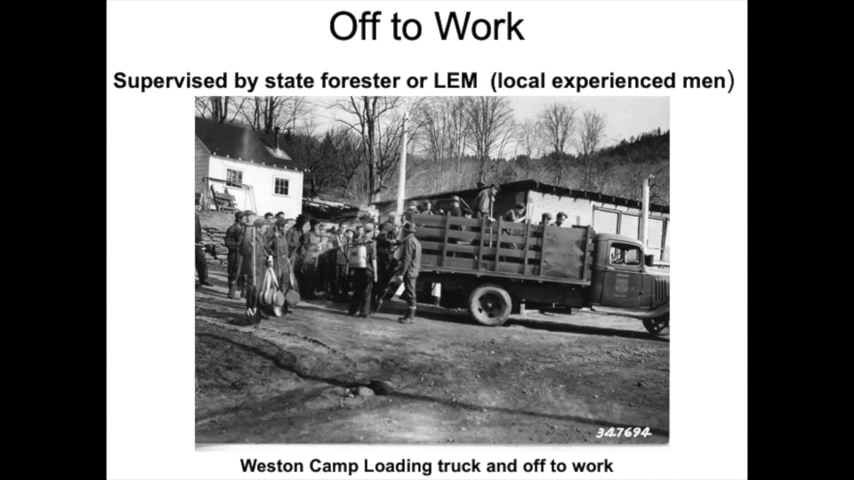 Off to Work
Supervised by state forester or LEM (local experienced men)
347694
Weston Camp Loading truck and off to work